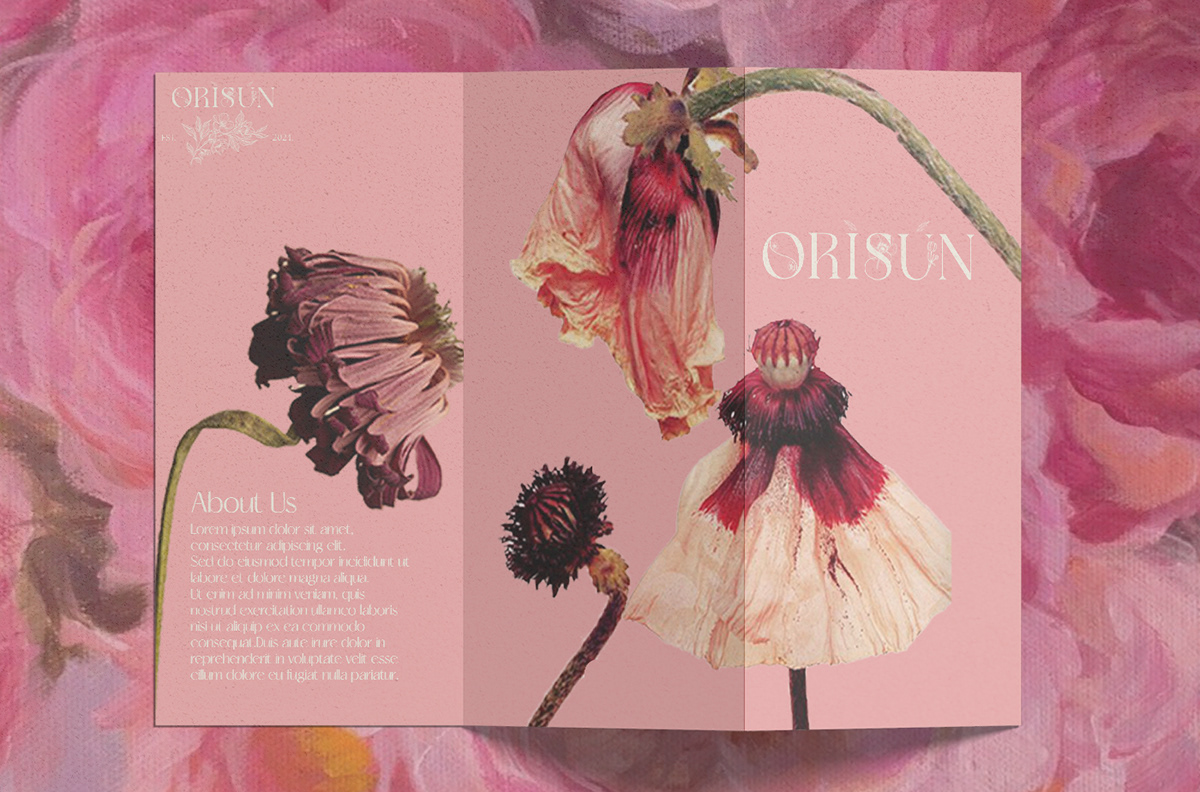 ORÌSÚN
EST. 2021
ORÌSÚN
About Us
Lorem ipsum dolor sit amet,
consectetur adipiscing elit.
Sed do eiusmod tempor incididunt ut
labore et dolore magna aliqua.
Ut enim ad minim veniam, quis
nostrud exercitation ullamco laboris
nisi ut aliquip ex ea commodo
consequat.Duis aute irure dolor in
reprehenderit in voluptate velit esse
cillum dolore eu fugiat nulla pariatur.